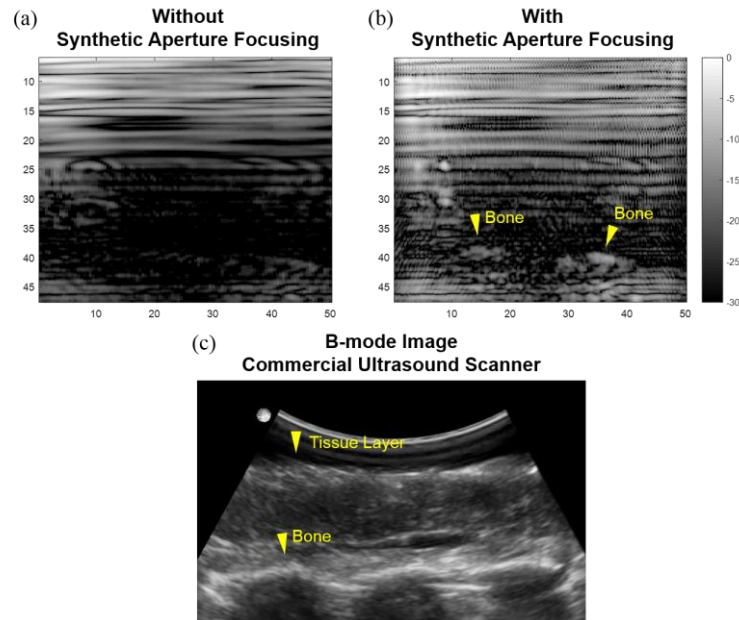 (a)
Without
Synthetic Aperture Focusing
(b)
With
Synthetic Aperture Focusing
10
15
20
25
30
35
40
45
10
20
30
40
50
10
15
20
25
30
35
40
45
Bone
Bone
10
20
30
40
50
0
-5
-10
-15
-20
-25
-30
(c)
B-mode Image
Commercial Ultrasound Scanner
Tissue Layer
Bone